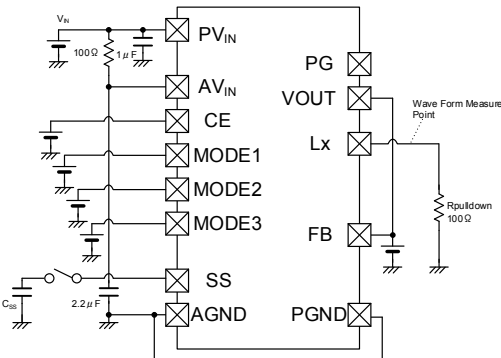 VIN
100Ω
1μF
PVIN
AVIN
CE
MODE1
MODE2
MODE3
SS
CSS
2.2μF
AGND
PG
VOUT
Lx
FB
PGND
Wave Form Measure
Point
Rpulldown
100Ω